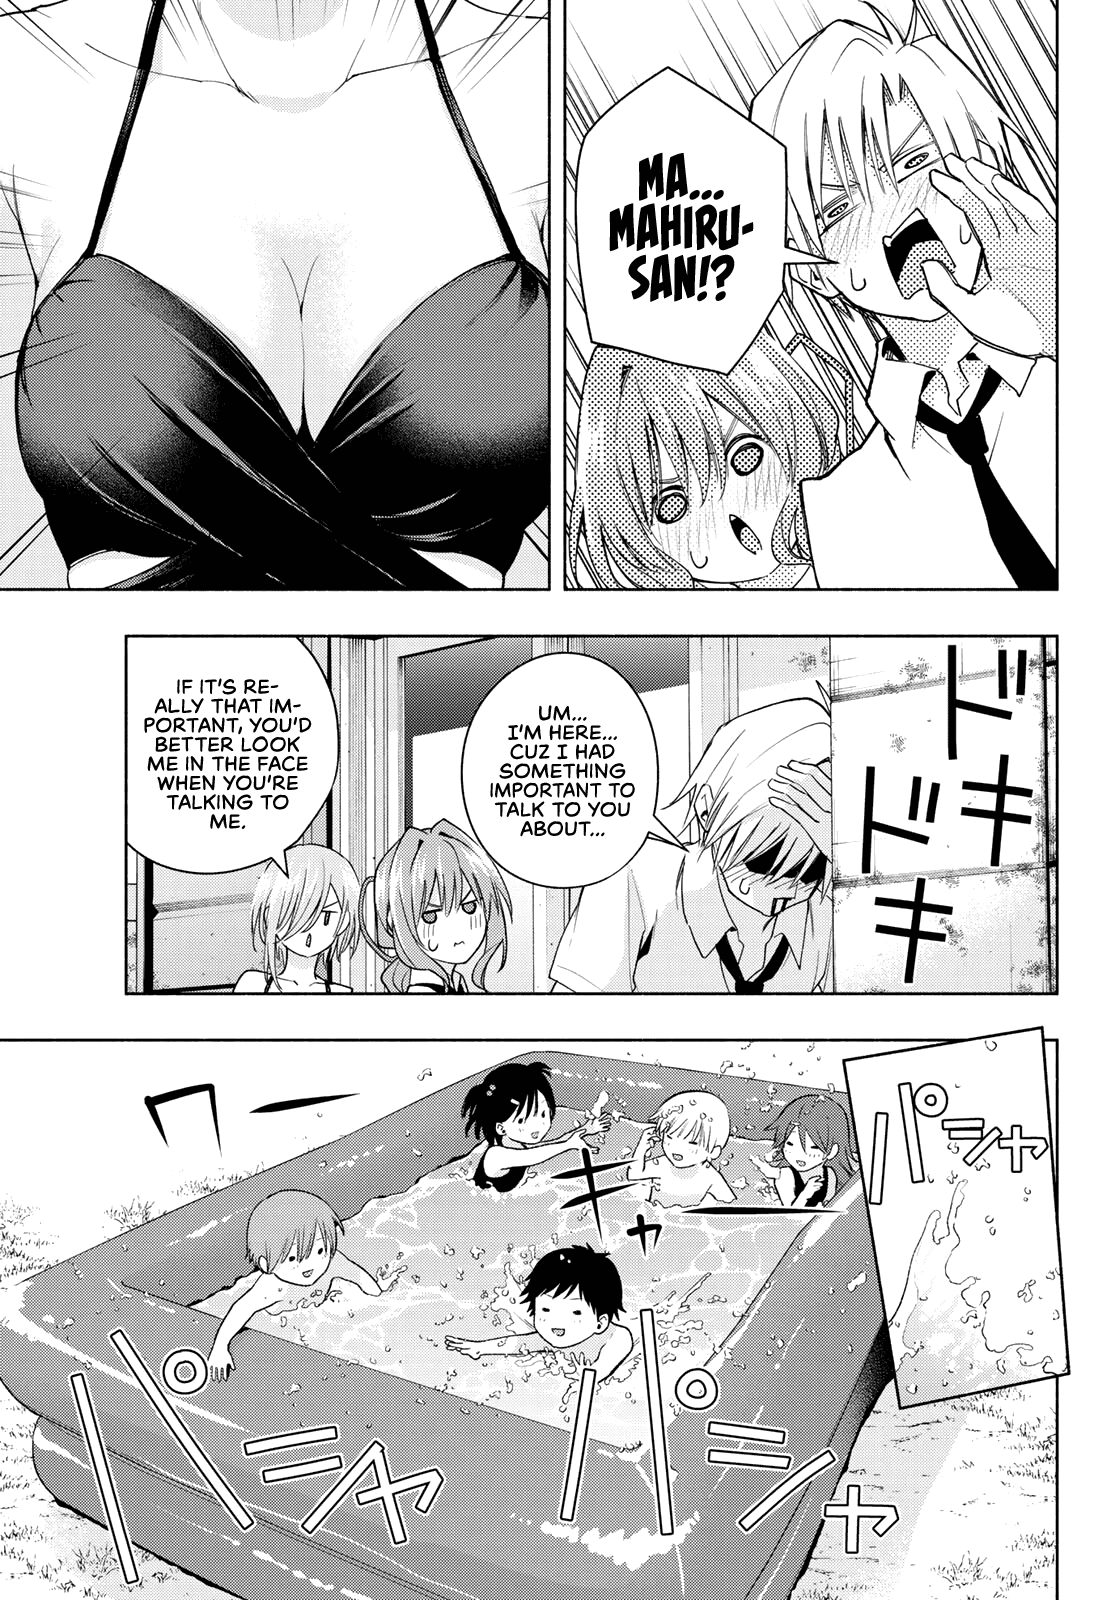 MA...
MAHIRU-
SAN!?
ドキ
ドキ
UM...
I'M HERE...
CUZ I HAD
SOMETHING
IMPORTANT TO
TALK TO YOU
ABOUT...
IF IT'S RE-
ALLY THAT IM-
PORTANT, YOU'D
BETTER LOOK
ME IN THE FACE
WHEN YOU'RE
TALKING TO
ME.
パシャ
ワー
キャ
パシャ
パシャ